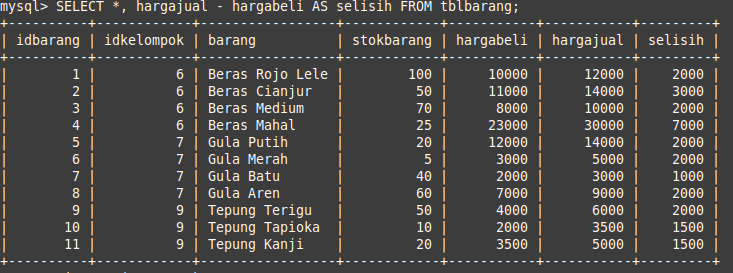 mysql> SELECT *, hargajual - hargabeli AS selisih FROM tblbarang;
+----------+------------+----------------+------------+-----------+-----------+---------+
| idbarang | idkelompok | barang | stokbarang | hargabeli | hargajual | selisih |
+----------+------------+----------------+------------+-----------+-----------+---------+
| 1 | 6 | Beras Rojo Lele | 100 | 10000 | 12000 | 2000 |
| 2 | 6 | Beras Cianjur | 50 | 11000 | 14000 | 3000 |
| 3 | 6 | Beras Medium | 70 | 8000 | 10000 | 2000 |
| 4 | 6 | Beras Mahal | 25 | 23000 | 30000 | 7000 |
| 5 | 7 | Gula Putih | 20 | 12000 | 14000 | 2000 |
| 6 | 7 | Gula Merah | 5 | 3000 | 5000 | 2000 |
| 7 | 7 | Gula Batu | 40 | 2000 | 3000 | 1000 |
| 8 | 7 | Gula Aren | 60 | 7000 | 9000 | 2000 |
| 9 | 9 | Tepung Terigu | 50 | 4000 | 6000 | 2000 |
| 10 | 9 | Tepung Tapioka | 10 | 2000 | 3500 | 1500 |
| 11 | 9 | Tepung Kanji | 20 | 3500 | 5000 | 1500 |
+----------+------------+----------------+------------+-----------+-----------+---------+